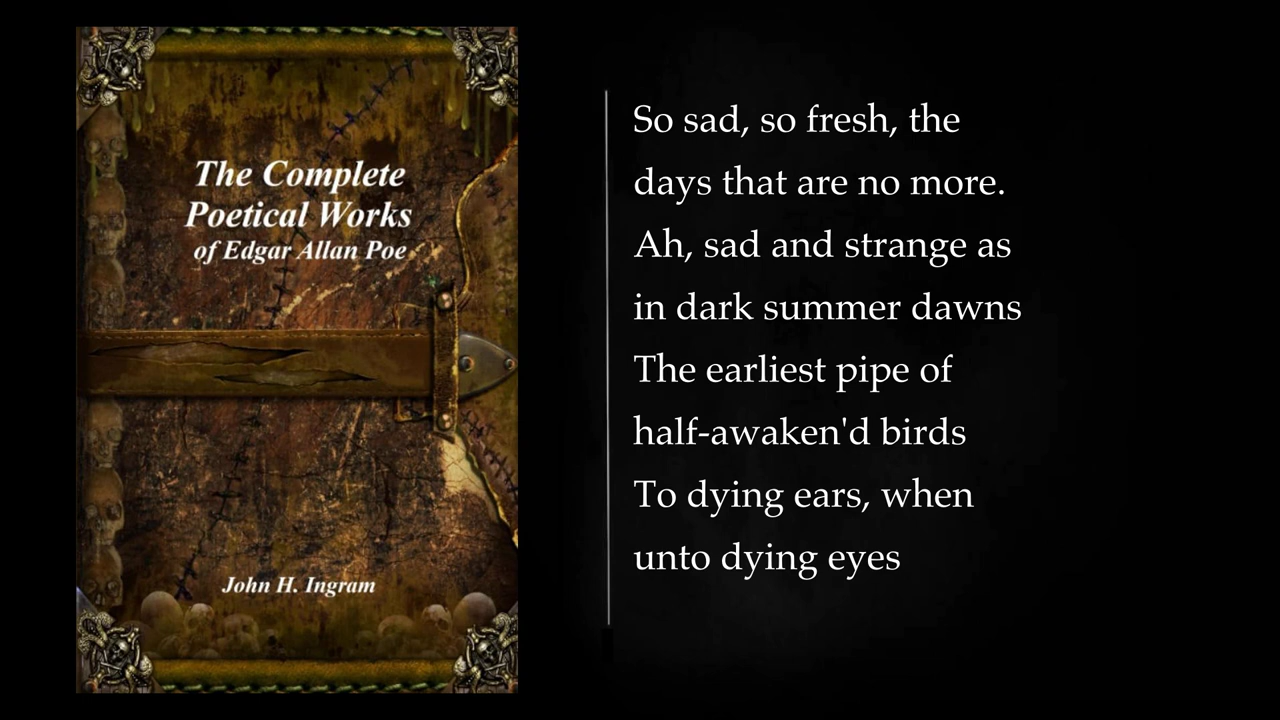 The Complete
Poetical Works
of Edgar Allan Poe
John H. Ingram
So sad, so fresh, the
days that are no more.
Ah, sad and strange as
in dark summer dawns
The earliest pipe of
half-awaken'd birds
To dying ears, when
unto dying eyes